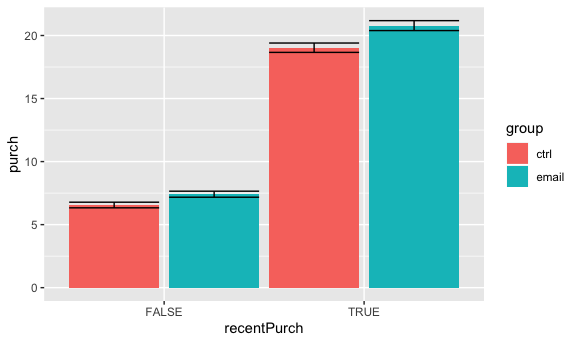 20
15
10
5
0
purch
FALSE TRUE
recentPurch
group
ctrl
email